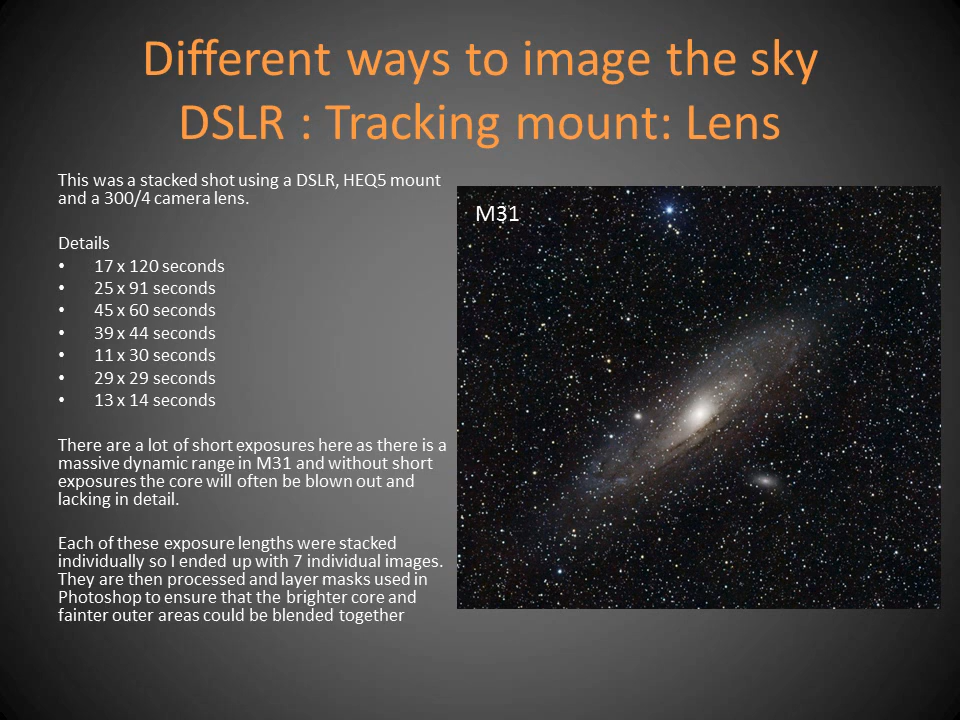 Different ways to image the sky
DSLR : Tracking mount: Lens
This was a stacked shot using a DSLR, HEQ5 mount
and a 300/4 camera lens.
Details
• 17 x 120 seconds
• 25 x 91 seconds
• 45 x 60 seconds
• 39 x 44 seconds
• 11 x 30 seconds
• 29 x 29 seconds
• 13 x 14 seconds
There are a lot of short exposures here as there is a
massive dynamic range in M31 and without short
exposures the core will often be blown out and
lacking in detail.
Each of these exposure lengths were stacked
individually so I ended up with 7 individual images.
They are then processed and layer masks used in
Photoshop to ensure that the brighter core and
fainter outer areas could be blended together
M31